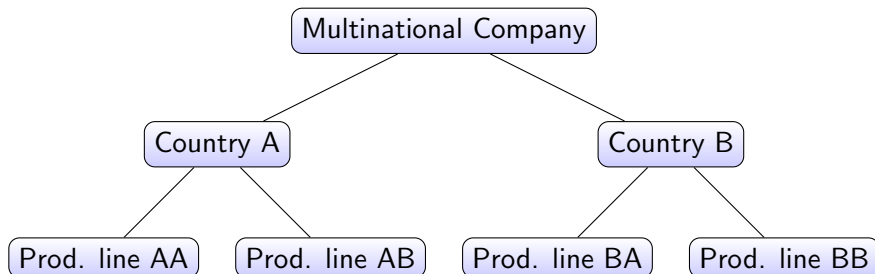 Multinational Company
Country A
Country B
Prod. line AA
Prod. line AB
Prod. line BA
Prod. line BB